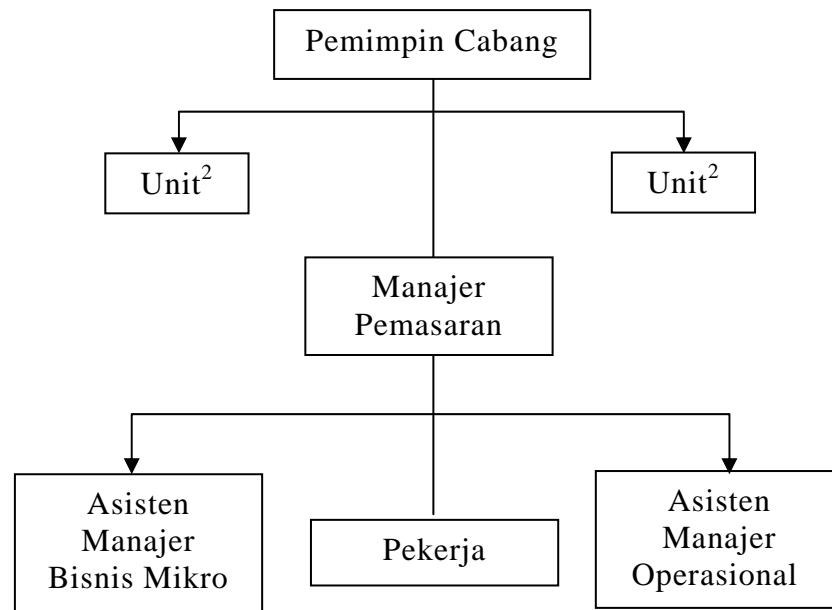 Pemimpin Cabang
Unit²
Unit²
Manajer
Pemasaran
Asisten
Manajer
Bisnis Mikro
Pekerja
Asisten
Manajer
Operasional